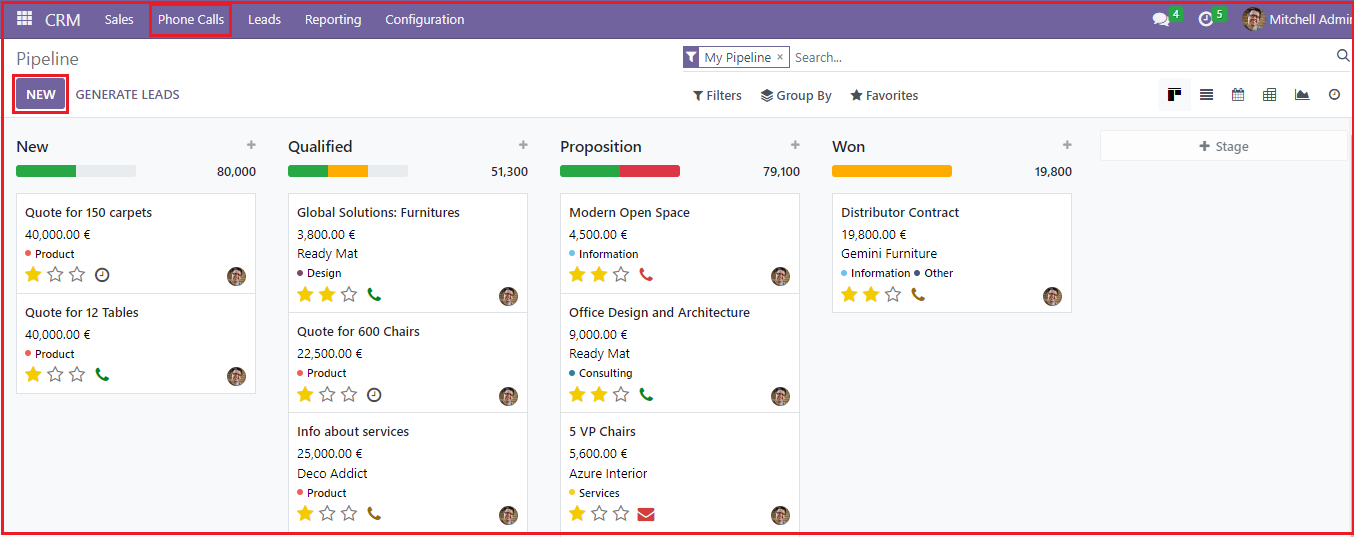 CRM Sales Phone Calls Leads Reporting Configuration 4 5 Mitchell Admin
Pipeline My Pipeline × Search...
NEW GENERATE LEADS Filters Group By Favorites
New + Qualified + Proposition + Won + + Stage
80,000 51,300 79,100 19,800
Quote for 150 carpets
40,000.00 €
Product
Quote for 12 Tables
40,000.00 €
Product
Global Solutions: Furnitures
3,800.00 €
Ready Mat
Design
Quote for 600 Chairs
22,500.00 €
Product
Info about services
25,000.00 €
Deco Addict
Product
Modern Open Space
4,500.00 €
Information
Office Design and Architecture
9,000.00 €
Ready Mat
Consulting
5 VP Chairs
5,600.00 €
Azure Interior
Services
Distributor Contract
19,800.00 €
Gemini Furniture
Information Other